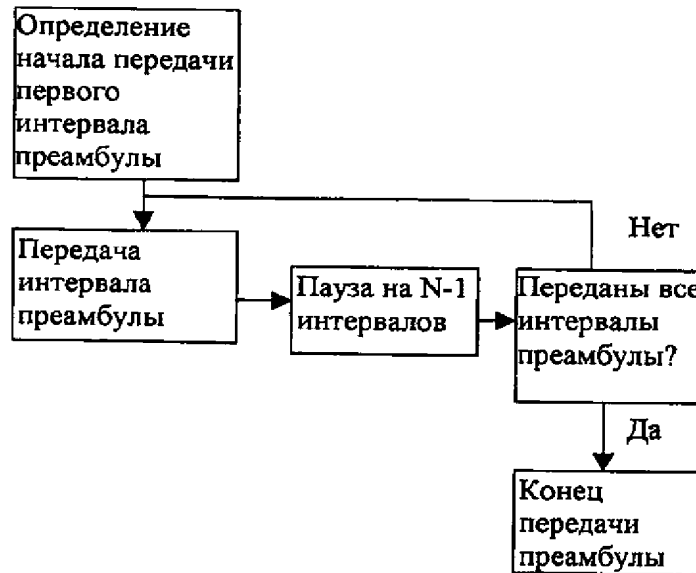 Определение
начала передачи
первого
интервала
преамбулы
Нет
Передача
интервала
преамбулы
Пауза на N-1
интервалов
Переданы все
интервалы
преамбулы?
Да
Конец
передачи
преамбулы